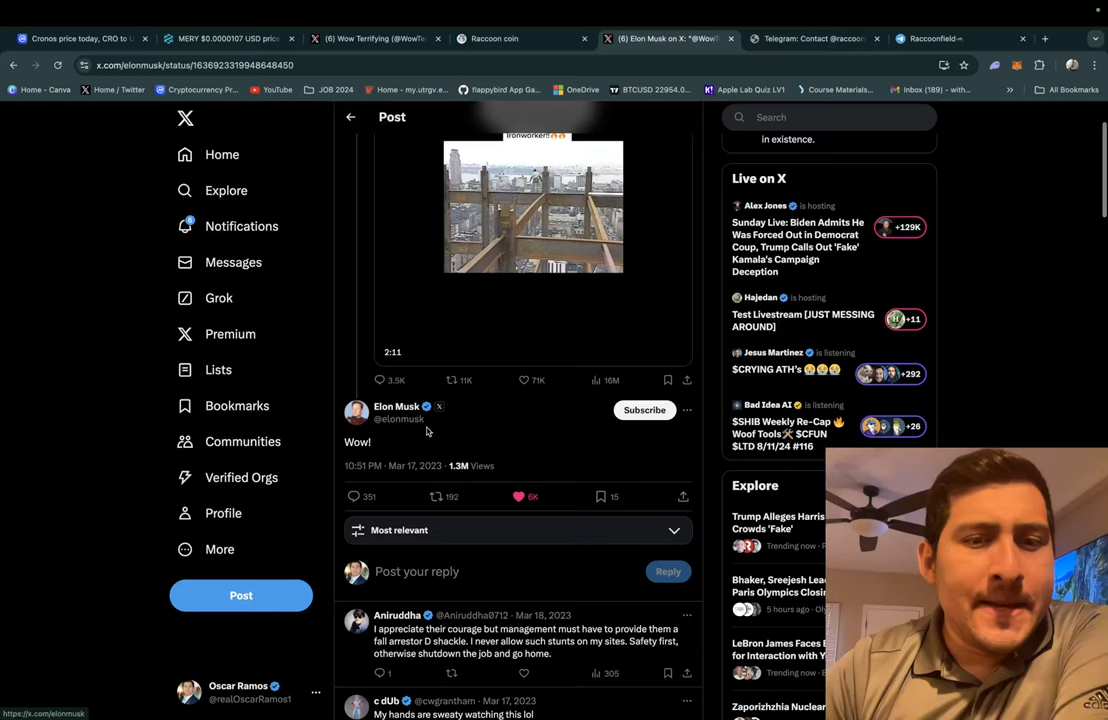 Cronos price today, CRO to U
MERY $0.0000107 USD price
(6) Wow Terrifying (@WowTe
Raccoon coin
(6) Elon Musk on X: "@WowT
Telegram: Contact @raccoon
Raccoonfield
x.com/elonmusk/status/1636923319948648450
Home - Canva
Home / Twitter
Cryptocurrency Pr...
YouTube
JOB 2024
Home - my.utrgv.e...
flappybird App Ga...
OneDrive
BTCUSD 22954.0...
Apple Lab Quiz LV1
Course Materials...
Inbox (189) - with...
All Bookmarks
Home
Explore
6
Notifications
Messages
Grok
Premium
Lists
Bookmarks
Communities
Verified Orgs
Profile
More
Post
Oscar Ramos
@realOscarRamos1
https://x.com/elonmusk
Post
Ironworker!!🔥🔥
2:11
3.5K 11K 71K 16M
Elon Musk
@elonmusk
Subscribe
Wow!
10:51 PM · Mar 17, 2023 · 1.3M Views
351 192 6K 15
Most relevant
Post your reply
Reply
Aniruddha @Aniruddha0712 · Mar 18, 2023
I appreciate their courage but management must have to provide them a
fall arrestor D shackle. I never allow such stunts on my sites. Safety first,
otherwise shutdown the job and go home.
1 305
c dUb @cwgrantham · Mar 17, 2023
My hands are sweaty watching this lol
Search
in existence.
Live on X
Alex Jones is hosting
Sunday Live: Biden Admits He
Was Forced Out in Democrat
Coup, Trump Calls Out 'Fake'
Kamala's Campaign
Deception
+129K
Hajedan is hosting
Test Livestream [JUST MESSING
AROUND]
+11
Jesus Martinez is listening
$CRYING ATH's 😭😭😭
+292
Bad Idea AI is listening
$SHIB Weekly Re-Cap 🔥
Woof Tools🛠 $CFUN
$LTD 8/11/24 #116
+26
Explore
Trump Alleges Harris
Crowds 'Fake'
Trending now
Bhaker, Sreejesh Lea
Paris Olympics Closin
5 hours ago
LeBron James Faces B
for Interaction with Y
Trending now
Zaporizhzhia Nuclear